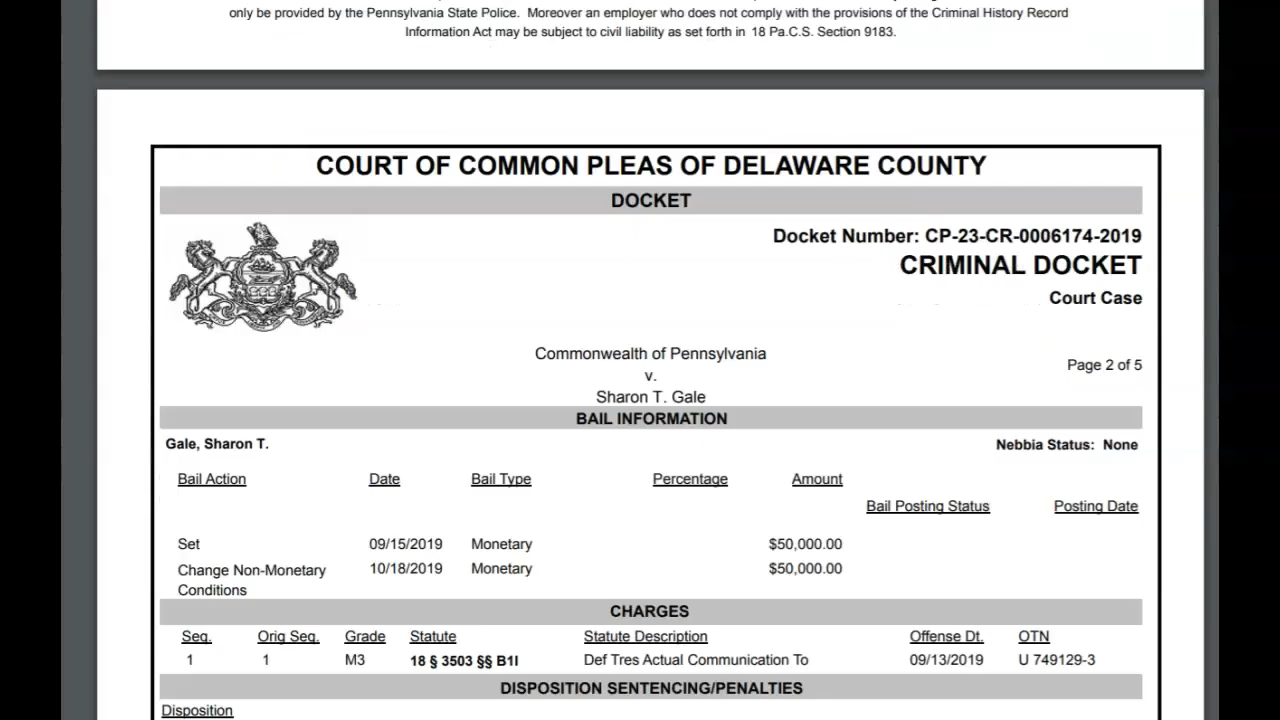 only be provided by the Pennsylvania State Police. Moreover an employer who does not comply with the provisions of the Criminal History Record
Information Act may be subject to civil liability as set forth in 18 Pa.C.S. Section 9183.
COURT OF COMMON PLEAS OF DELAWARE COUNTY
DOCKET
Docket Number: CP-23-CR-0006174-2019
CRIMINAL DOCKET
Court Case
Commonwealth of Pennsylvania
Page 2 of 5
v.
Sharon T. Gale
BAIL INFORMATION
Gale, Sharon T. Nebbia Status: None
Bail Action Date Bail Type Percentage Amount
Bail Posting Status Posting Date
Set 09/15/2019 Monetary $50,000.00
Change Non-Monetary 10/18/2019 Monetary $50,000.00
Conditions
CHARGES
Seq. Orig Seq. Grade Statute Statute Description Offense Dt. OTN
1 1 M3 18 § 3503 §§ B1I Def Tres Actual Communication To 09/13/2019 U 749129-3
DISPOSITION SENTENCING/PENALTIES
Disposition